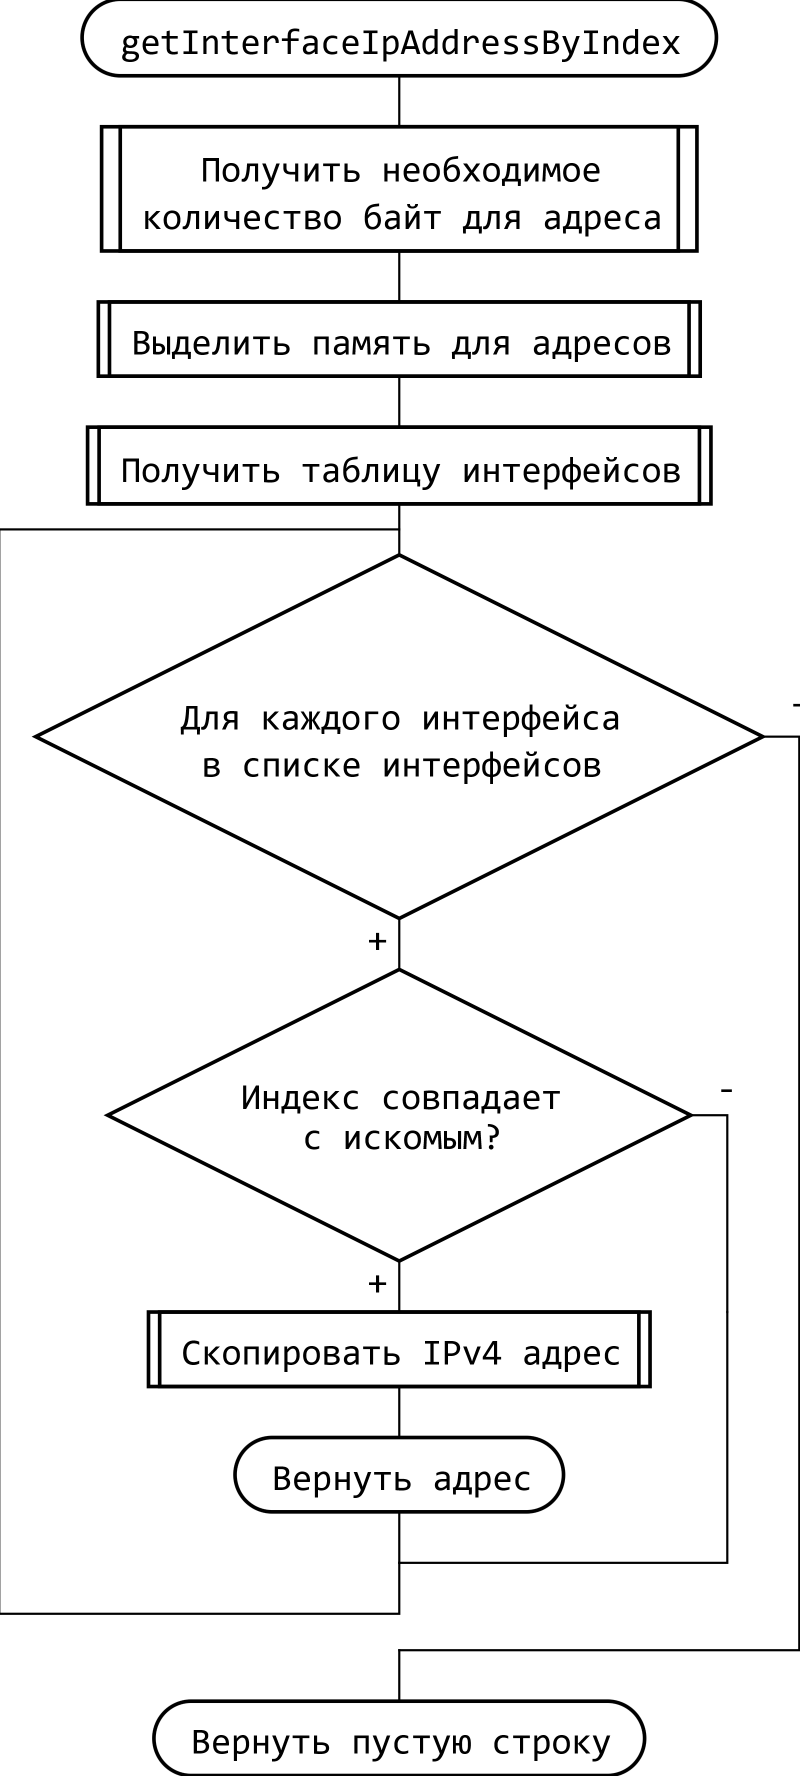 getInterfaceIpAddressByIndex
Получить необходимое
количество байт для адреса
Выделить память для адресов
Получить таблицу интерфейсов
Для каждого интерфейса
в списке интерфейсов
-
+
Индекс совпадает
с искомым?
-
+
Скопировать IPv4 адрес
Вернуть адрес
Вернуть пустую строку